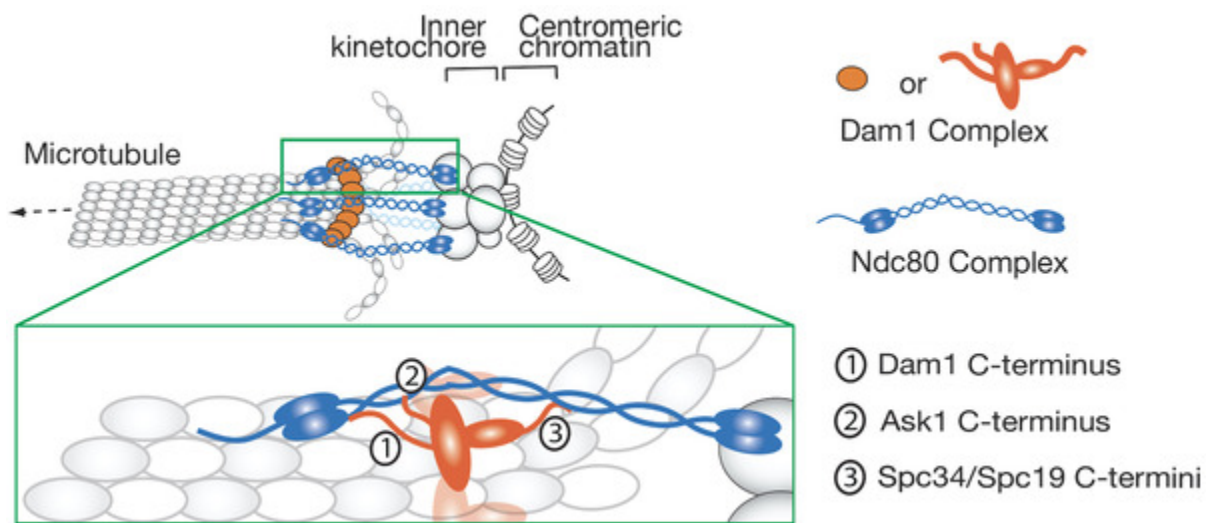 Inner
kinetochore
Centromeric
chromatin
Microtubule
or
Dam1 Complex
Ndc80 Complex
2
1
3
1 Dam1 C-terminus
2 Ask1 C-terminus
3 Spc34/Spc19 C-termini